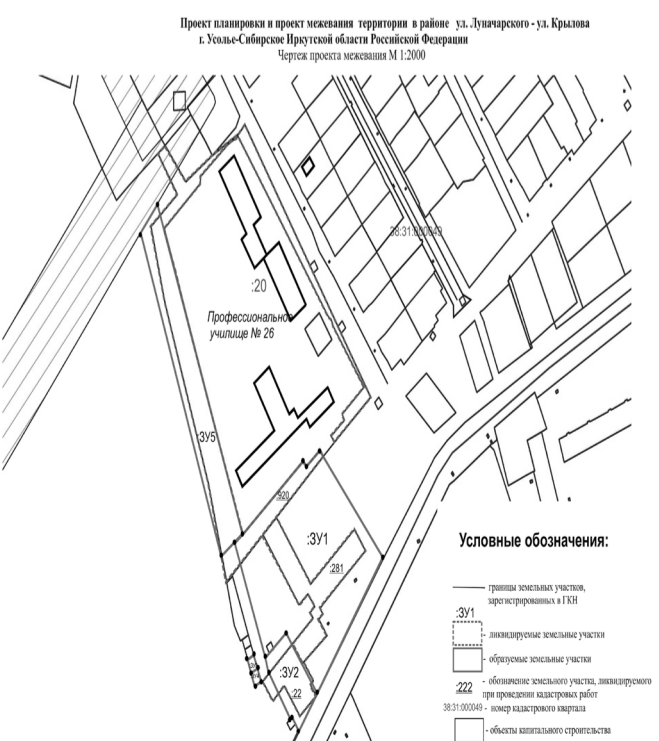 Проект планировки и проект межевания территории в районе ул. Луначарского - ул. Крылова
г. Усолье-Сибирское Иркутской области Российской Федерации
Чертеж проекта межевания М 1:2000
38:31:000049
:20
Профессиональное
училище № 26
:ЗУ5
:920
:ЗУ1
:281
:ЗУ2
:22
Условные обозначения:
границы земельных участков,
зарегистрированных в ГКН
:ЗУ1
- ликвидируемые земельные участки
- образуемые земельные участки
:222 - обозначение земельного участка, ликвидируемого
при проведении кадастровых работ
38:31:000049 - номер кадастрового квартала
- объекты капитального строительства